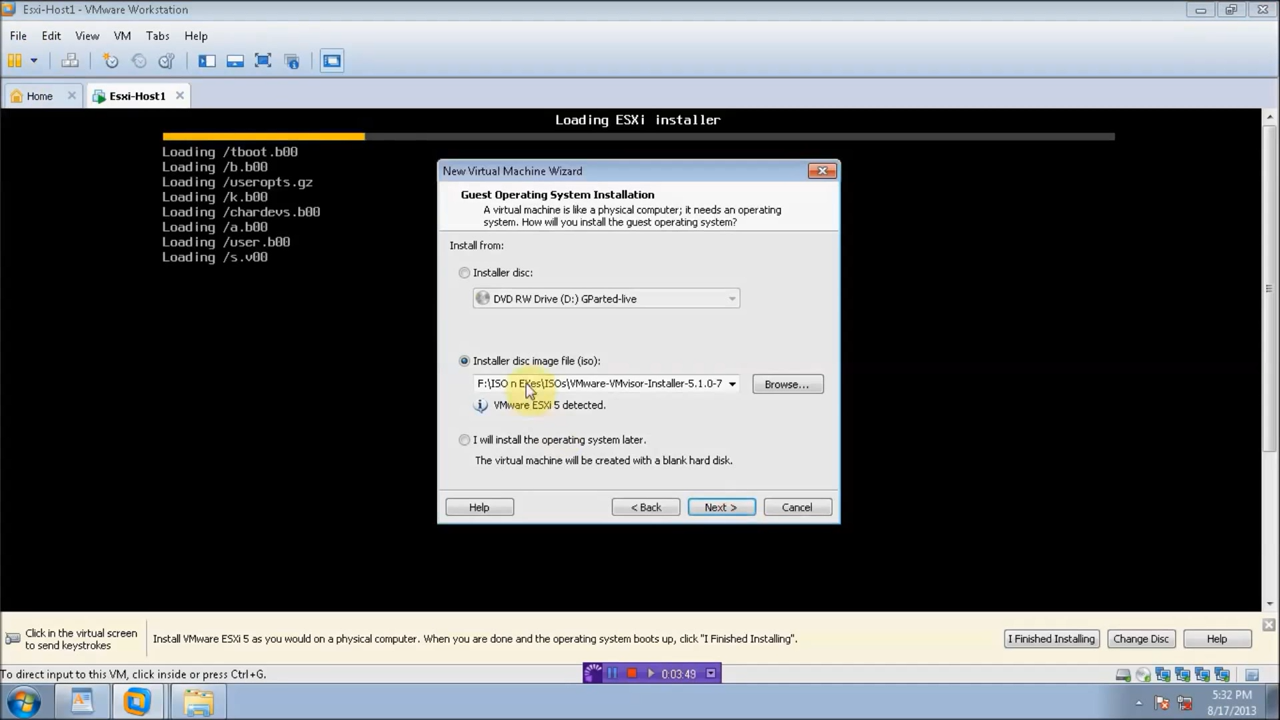 Esxi-Host1 - VMware Workstation
File Edit View VM Tabs Help
Home Esxi-Host1
Loading ESXi installer
Loading /tboot.b00
Loading /b.b00
Loading /useropts.gz
Loading /k.b00
Loading /chardevs.b00
Loading /a.b00
Loading /user.b00
Loading /s.v00
New Virtual Machine Wizard
Guest Operating System Installation
A virtual machine is like a physical computer; it needs an operating
system. How will you install the guest operating system?
Install from:
Installer disc:
DVD RW Drive (D:) GParted-live
Installer disc image file (iso):
F:\ISO n EXes\ISOs\VMware-VMvisor-Installer-5.1.0-7
Browse...
VMware ESXi 5 detected.
I will install the operating system later.
The virtual machine will be created with a blank hard disk.
Help < Back Next > Cancel
Click in the virtual screen
to send keystrokes
Install VMware ESXi 5 as you would on a physical computer. When you are done and the operating system boots up, click "I Finished Installing".
I Finished Installing Change Disc Help
To direct input to this VM, click inside or press Ctrl+G.
0:03:49
5:32 PM
8/17/2013